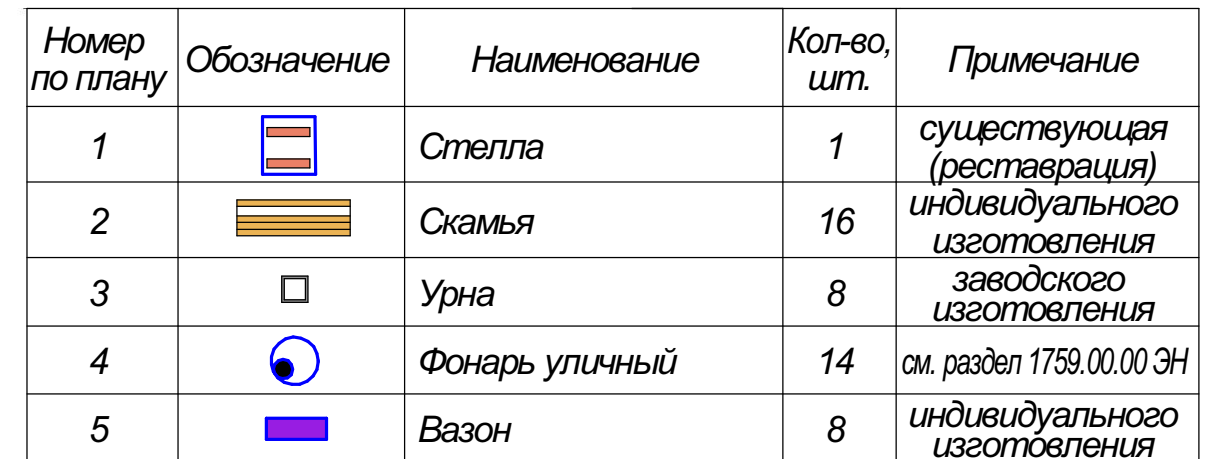 Номер
по плану
Обозначение
Наименование
Кол-во,
шт.
Примечание
1
Стелла
1
существующая
(реставрация)
2
Скамья
16
индивидуального
изготовления
3
Урна
8
заводского
изготовления
4
Фонарь уличный
14
см. раздел 1759.00.00 ЭН
5
Вазон
8
индивидуального
изготовления